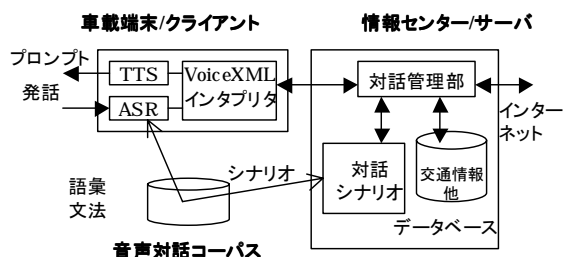 車載端末/クライアント
情報センター/サーバ
プロンプト
発話
TTS
ASR
VoiceXML
インタプリタ
対話管理部
インター
ネット
シナリオ
対話
シナリオ
交通情報
他
語彙
文法
データベース
音声対話コーパス